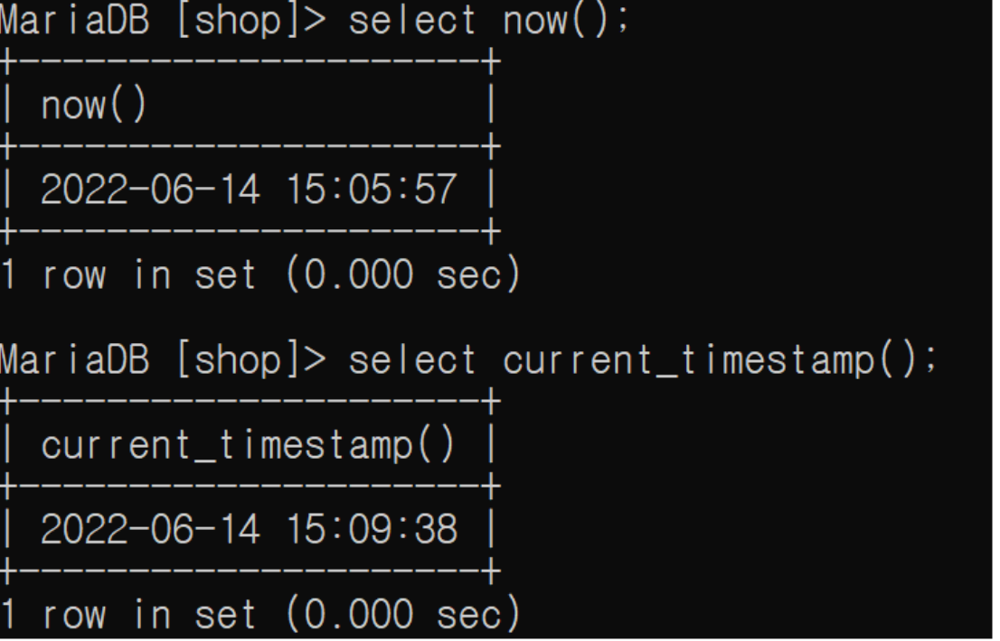 MariaDB [shop]> select now();
+---------------------+
| now()               |
+---------------------+
| 2022-06-14 15:05:57 |
+---------------------+
1 row in set (0.000 sec)
MariaDB [shop]> select current_timestamp();
+---------------------+
| current_timestamp() |
+---------------------+
| 2022-06-14 15:09:38 |
+---------------------+
1 row in set (0.000 sec)